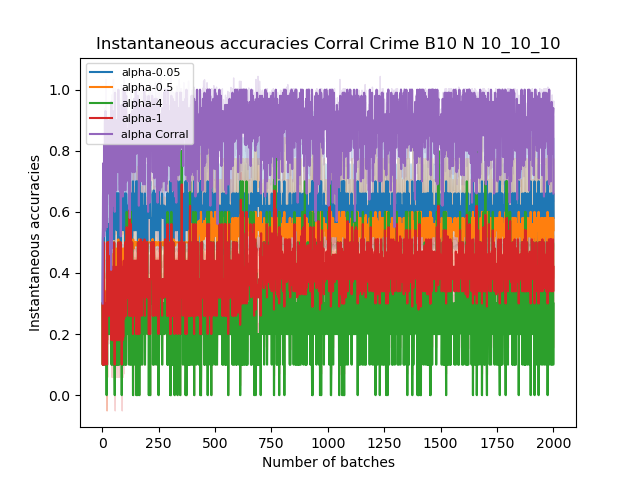 Instantaneous accuracies Corral Crime B10 N 10_10_10
alpha-0.05
alpha-0.5
alpha-4
alpha-1
alpha Corral
Instantaneous accuracies
1.0
0.8
0.6
0.4
0.2
0.0
0 250 500 750 1000 1250 1500 1750 2000
Number of batches